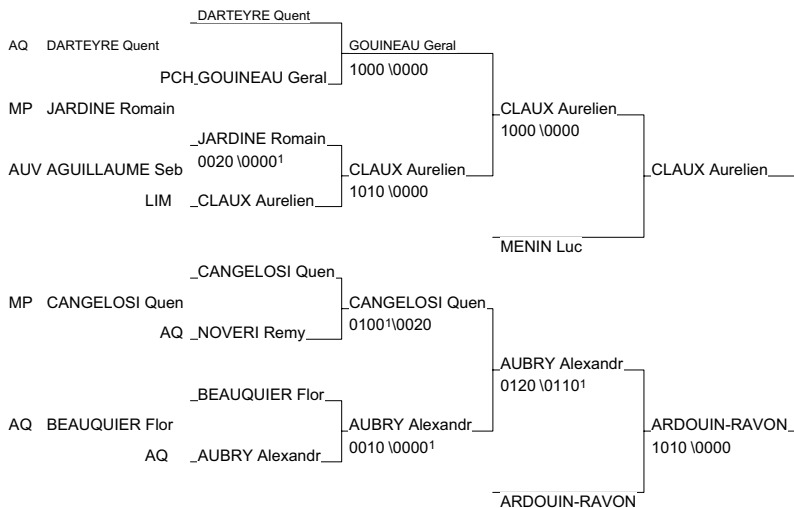 DARTEYRE Quent
AQ DARTEYRE Quent GOUINEAU Geral
PCH GOUINEAU Geral 1000 \0000
MP JARDINE Romain CLAUX Aurelien
1000 \0000
JARDINE Romain
0020 \0000¹
AUV AGUILLAUME Seb CLAUX Aurelien CLAUX Aurelien
LIM CLAUX Aurelien 1010 \0000
MENIN Luc
CANGELOSI Quen
MP CANGELOSI Quen CANGELOSI Quen
0100¹\0020
AQ NOVERI Remy
AUBRY Alexandr
0120 \0110¹
BEAUQUIER Flor
AQ BEAUQUIER Flor AUBRY Alexandr ARDOUIN-RAVON
0010 \0000¹ 1010 \0000
AQ AUBRY Alexandr
ARDOUIN-RAVON